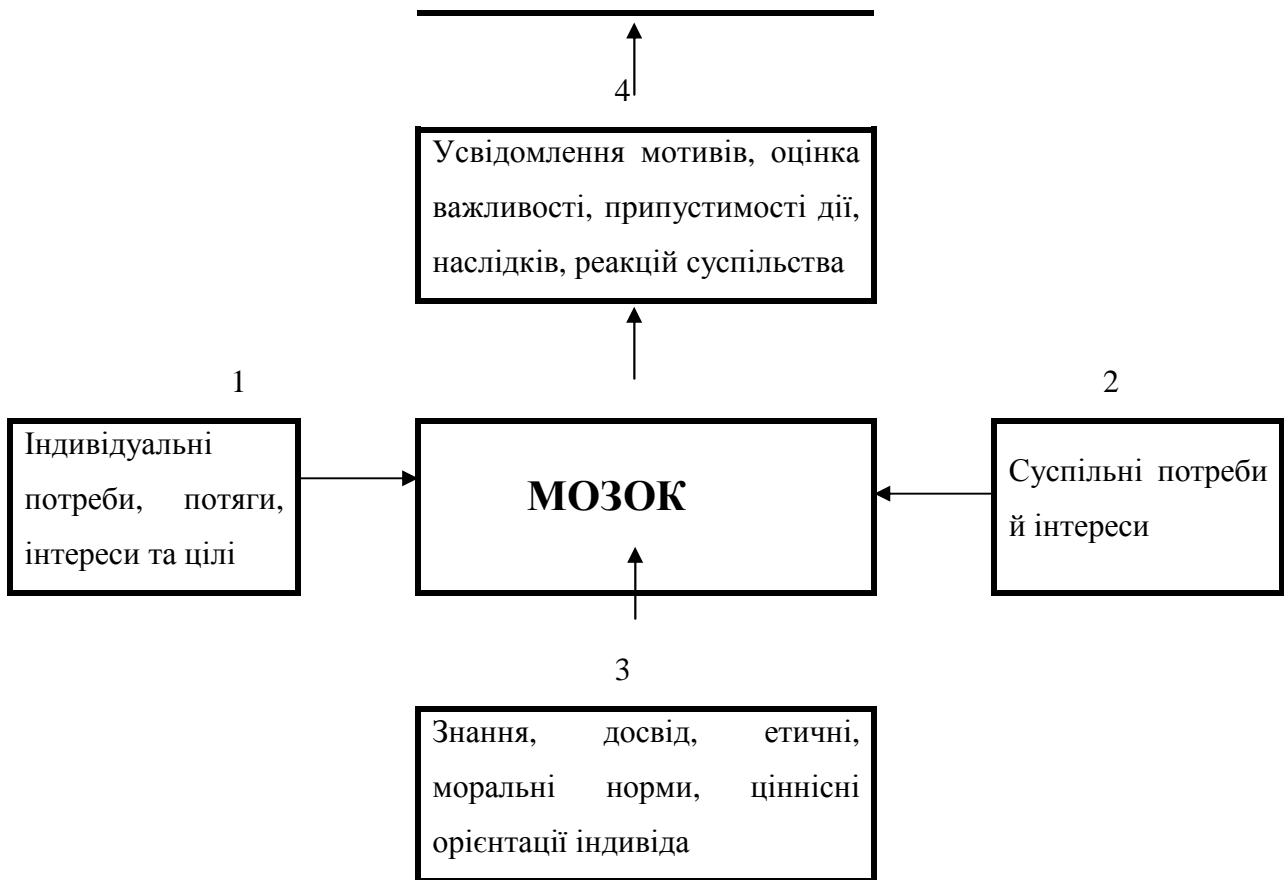 4
Усвідомлення мотивів, оцінка
важливості, припустимості дії,
наслідків, реакцій суспільства
1
2
Індивідуальні
потреби, потяги,
інтереси та цілі
МОЗОК
Суспільні потреби
й інтереси
3
Знання, досвід, етичні,
моральні норми, ціннісні
орієнтації індивіда